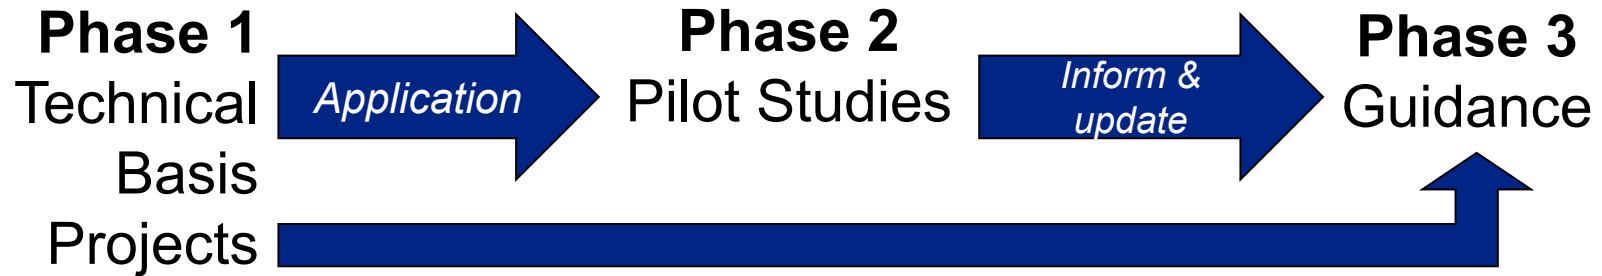 Phase 1
Technical
Basis
Projects
Application
Phase 2
Pilot Studies
Inform &
update
Phase 3
Guidance